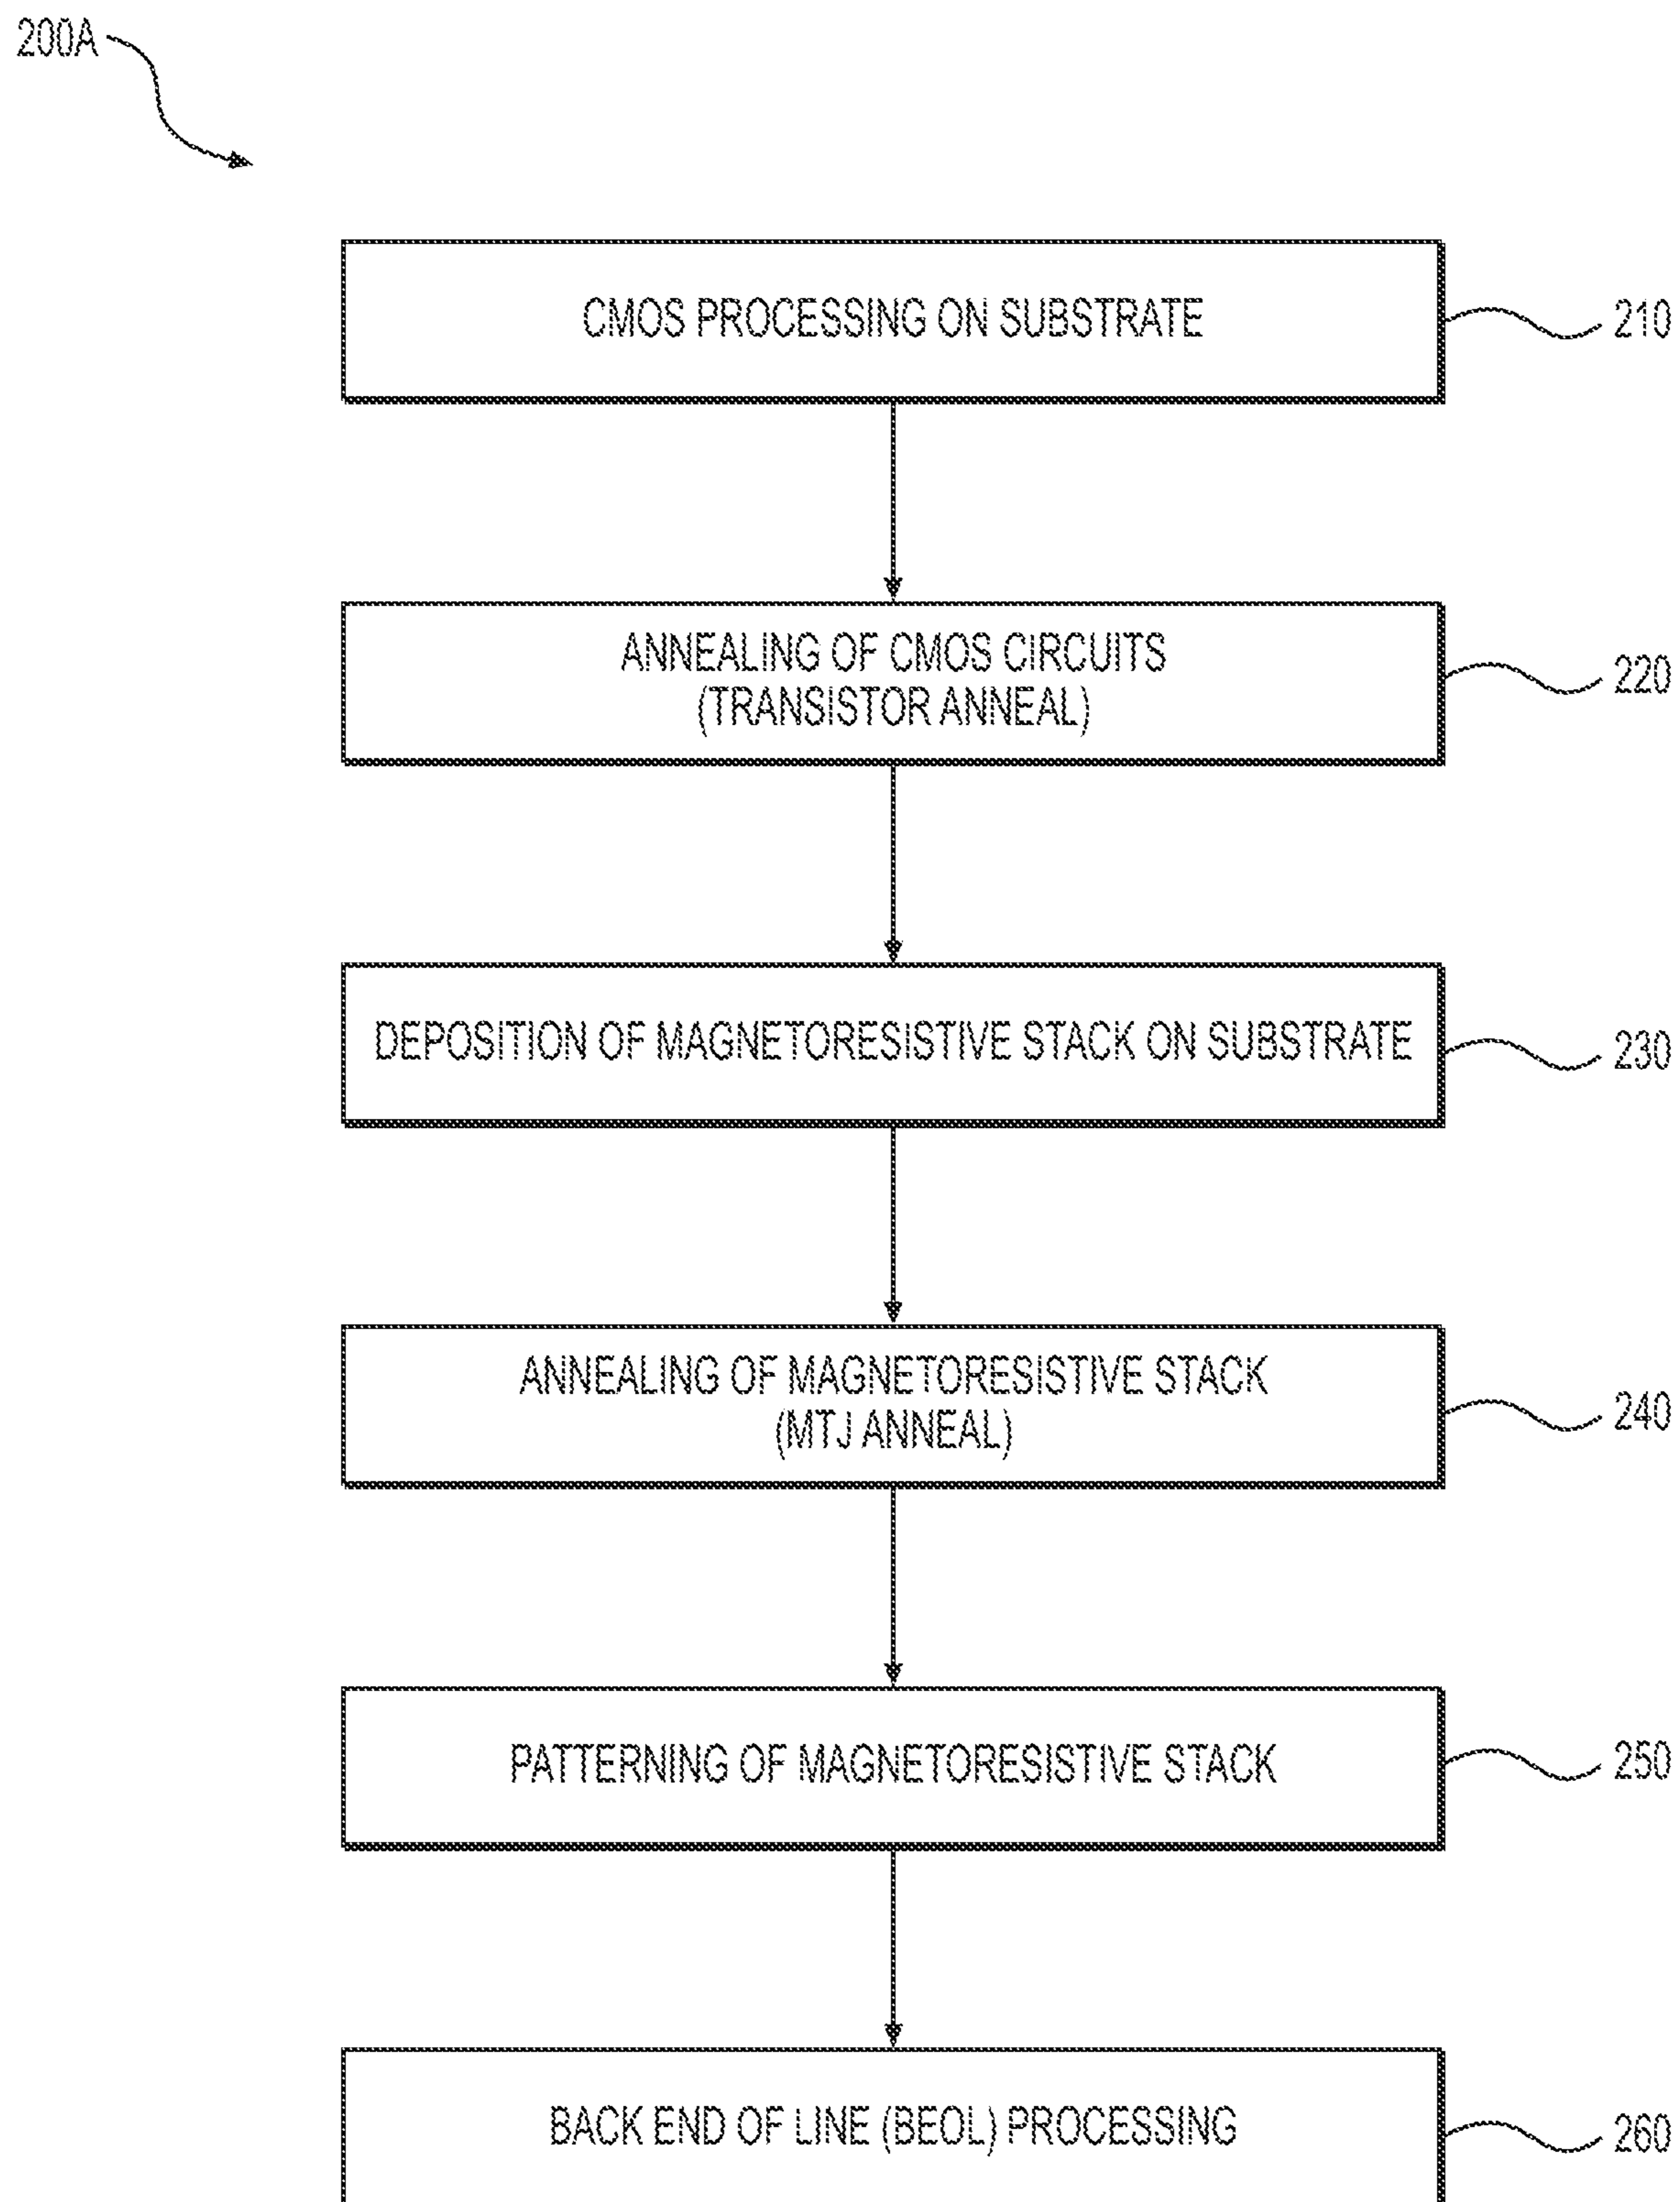 200A
CMOS PROCESSING ON SUBSTRATE
210
ANNEALING OF CMOS CIRCUITS
(TRANSISTOR ANNEAL)
220
DEPOSITION OF MAGNETORESISTIVE STACK ON SUBSTRATE
230
ANNEALING OF MAGNETORESISTIVE STACK
(MTJ ANNEAL)
240
PATTERNING OF MAGNETORESISTIVE STACK
250
BACK END OF LINE (BEOL) PROCESSING
260